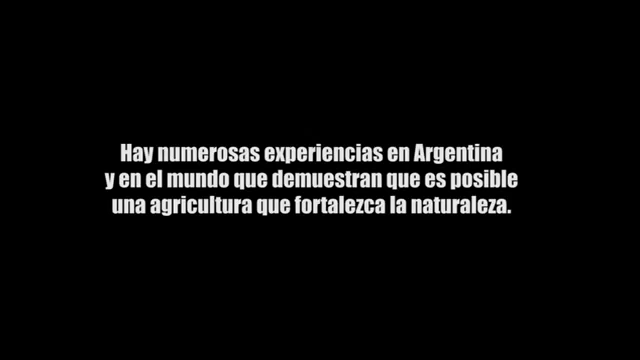 Hay numerosas experiencias en Argentina
y en el mundo que demuestran que es posible
una agricultura que fortalezca la naturaleza.